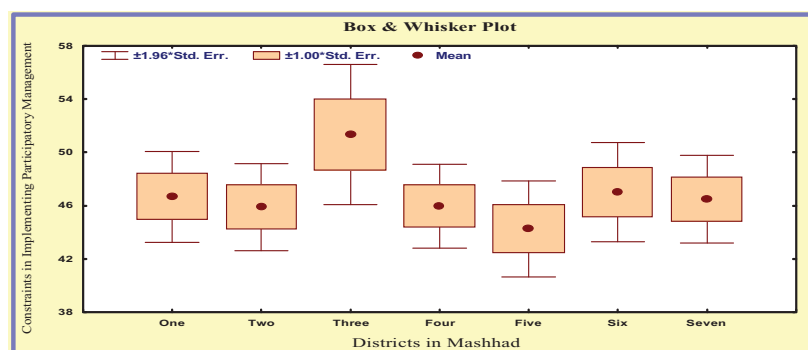 Box & Whisker Plot
±1.96*Std. Err. ±1.00*Std. Err. Mean
Constraints in Implementing Participatory Management
58
54
50
46
42
38
One Two Three Four Five Six Seven
Districts in Mashhad